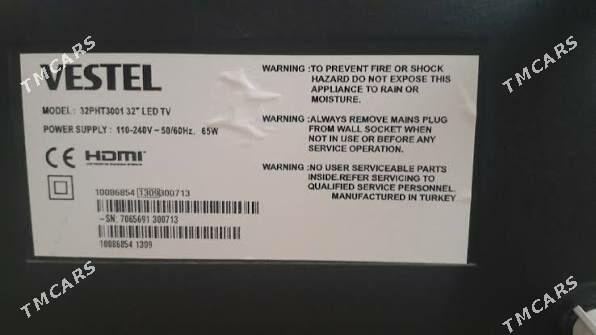 VESTEL
MODEL : 32PHT3001 32" LED TV
POWER SUPPLY : 110-240V~50/60Hz. 65W
CE HDMI
10086854 1309 300713
-SN: 7065691 300713
10086854 1309
WARNING :TO PREVENT FIRE OR SHOCK
HAZARD DO NOT EXPOSE THIS
APPLIANCE TO RAIN OR
MOISTURE.
WARNING :ALWAYS REMOVE MAINS PLUG
FROM WALL SOCKET WHEN
NOT IN USE OR BEFORE ANY
SERVICE OPERATION.
WARNING :NO USER SERVICEABLE PARTS
INSIDE.REFER SERVICING TO
QUALIFIED SERVICE PERSONNEL.
MANUFACTURED IN TURKEY
TMCARS
TMCARS
TMCARS
TMCARS
TMCARS